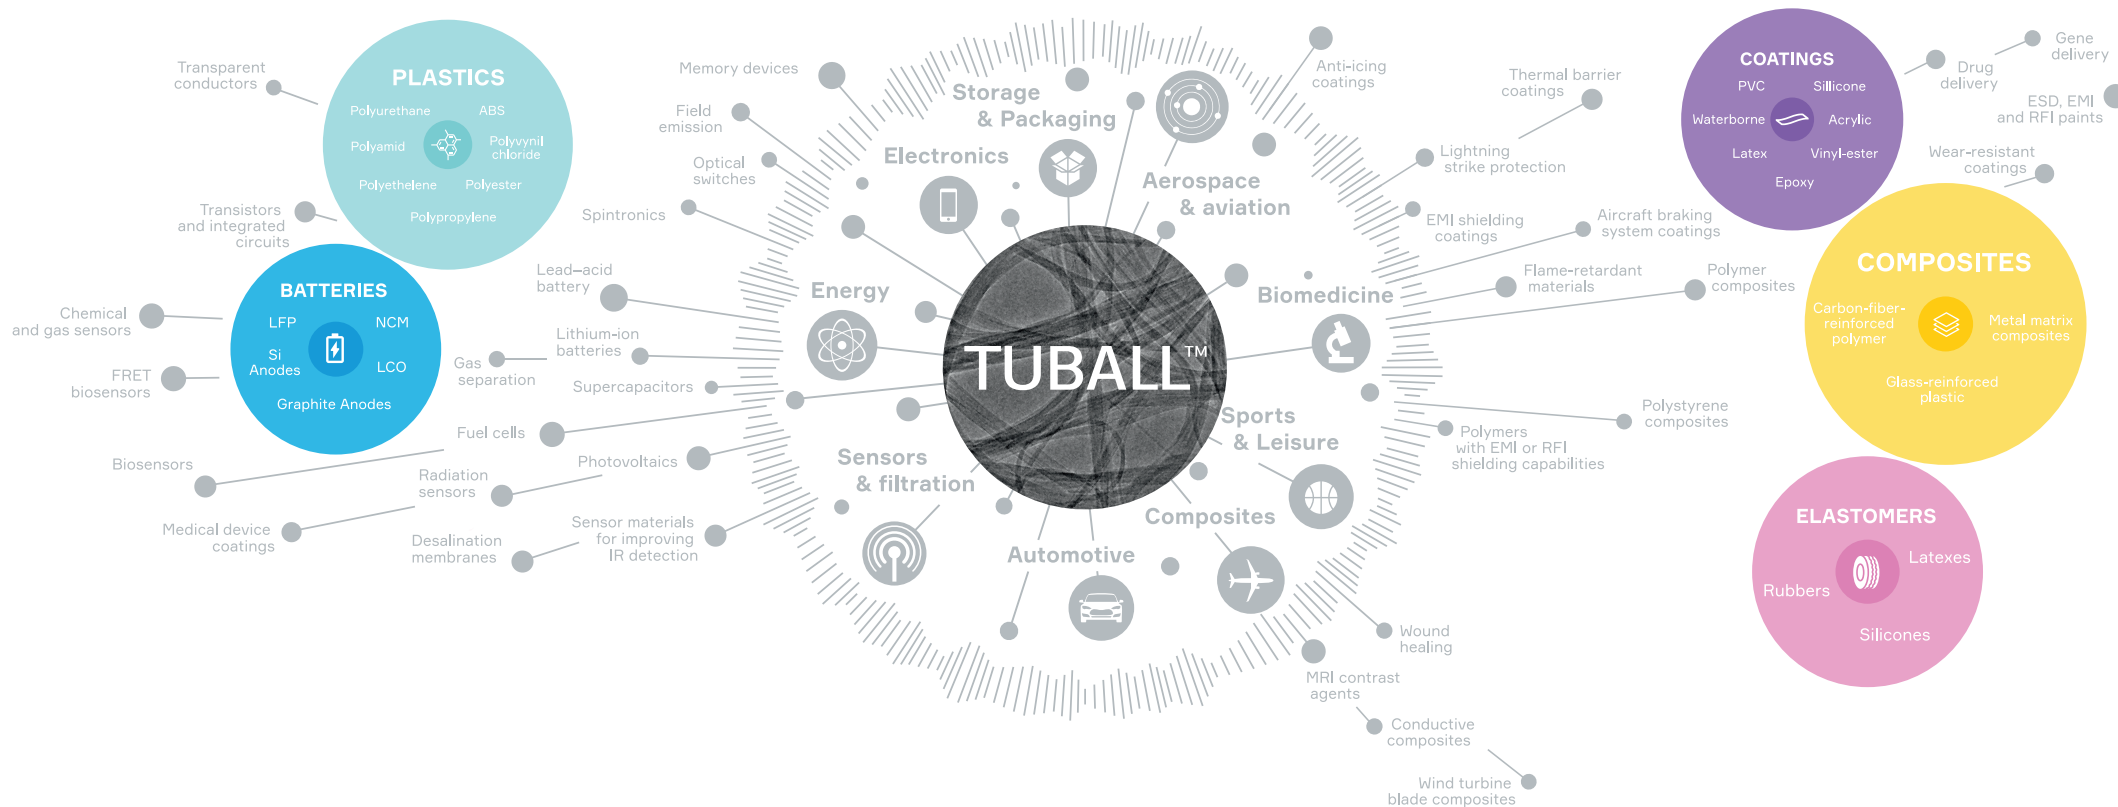 Transparent
conductors
PLASTICS
Polyurethane
ABS
Polyamid
Polyvynil
chloride
Polyethelene
Polyester
Polypropylene
Transistors
and integrated
circuits
BATTERIES
LFP
NCM
Si
Anodes
LCO
Graphite Anodes
Chemical
and gas sensors
FRET
biosensors
Biosensors
Medical device
coatings
Memory devices
Field
emission
Optical
switches
Spintronics
Lead–acid
battery
Lithium-ion
batteries
Gas
separation
Supercapacitors
Fuel cells
Photovoltaics
Radiation
sensors
Sensor materials
for improving
IR detection
Desalination
membranes
Storage
& Packaging
Electronics
Aerospace
& aviation
Energy
Biomedicine
TUBALL™
Sports
& Leisure
Sensors
& filtration
Composites
Automotive
Anti-icing
coatings
Thermal barrier
coatings
Lightning
strike protection
EMI shielding
coatings
Aircraft braking
system coatings
Flame-retardant
materials
Polymer
composites
Polystyrene
composites
Polymers
with EMI or RFI
shielding capabilities
Wound
healing
MRI contrast
agents
Conductive
composites
Wind turbine
blade composites
COATINGS
PVC
Sillicone
Waterborne
Acrylic
Latex
Vinyl-ester
Epoxy
Drug
delivery
Gene
delivery
ESD, EMI
and RFI paints
Wear-resistant
coatings
COMPOSITES
Carbon-fiber-
reinforced
polymer
Metal matrix
composites
Glass-reinforced
plastic
ELASTOMERS
Latexes
Rubbers
Silicones